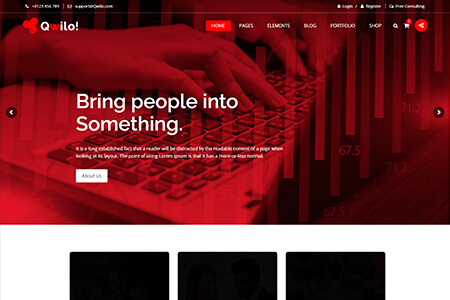 +0123 456 789 support@Qwilo.com Login / Register Free Consulting
Qwilo! HOME PAGES ELEMENTS BLOG PORTFOLIO SHOP
71.2
Bring people into
Something.
67.5
It is a long established fact that a reader will be distracted by the readable content of a page when
looking at its layout. The point of using Lorem Ipsum is that it has a more-or-less normal.
About Us
67.5